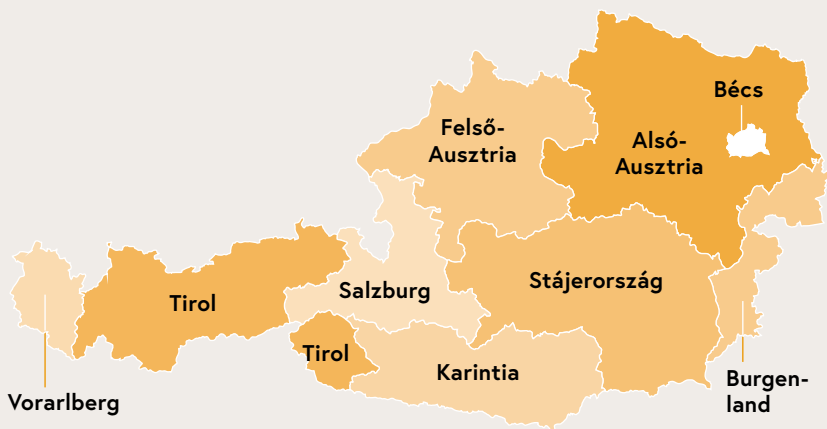 Bécs
Felső-
Ausztria
Alsó-
Ausztria
Tirol
Salzburg
Stájerország
Tirol
Karintia
Vorarlberg
Burgen-
land